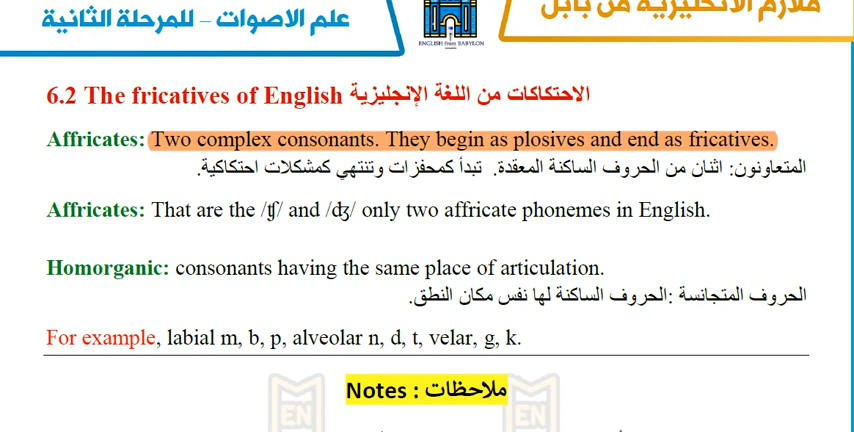 علم الاصوات – للمرحلة الثانية
ملازم الانكليزية من بابل
ENGLISH from BABYLON
6.2 The fricatives of English الاحتكاكات من اللغة الإنجليزية
Affricates: Two complex consonants. They begin as plosives and end as fricatives.
المتعاونون: اثنان من الحروف الساكنة المعقدة. تبدأ كمحفزات وتنتهي كمشكلات احتكاكية.
Affricates: That are the /ʧ/ and /ʤ/ only two affricate phonemes in English.
Homorganic: consonants having the same place of articulation.
الحروف المتجانسة :الحروف الساكنة لها نفس مكان النطق.
For example, labial m, b, p, alveolar n, d, t, velar, g, k.
Notes : ملاحظات
EN EN